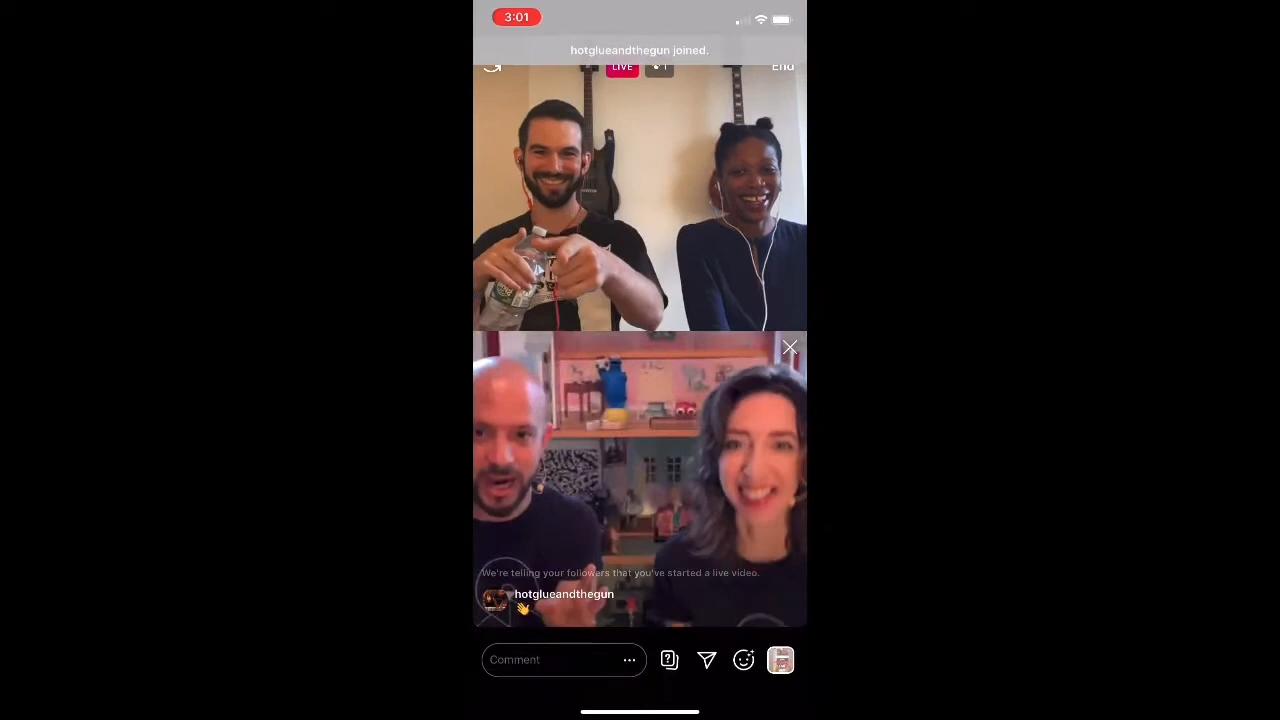 3:01
hotglueandthegun joined.
LIVE
1
End
We're telling your followers that you've started a live video.
hotglueandthegun
👋
Comment